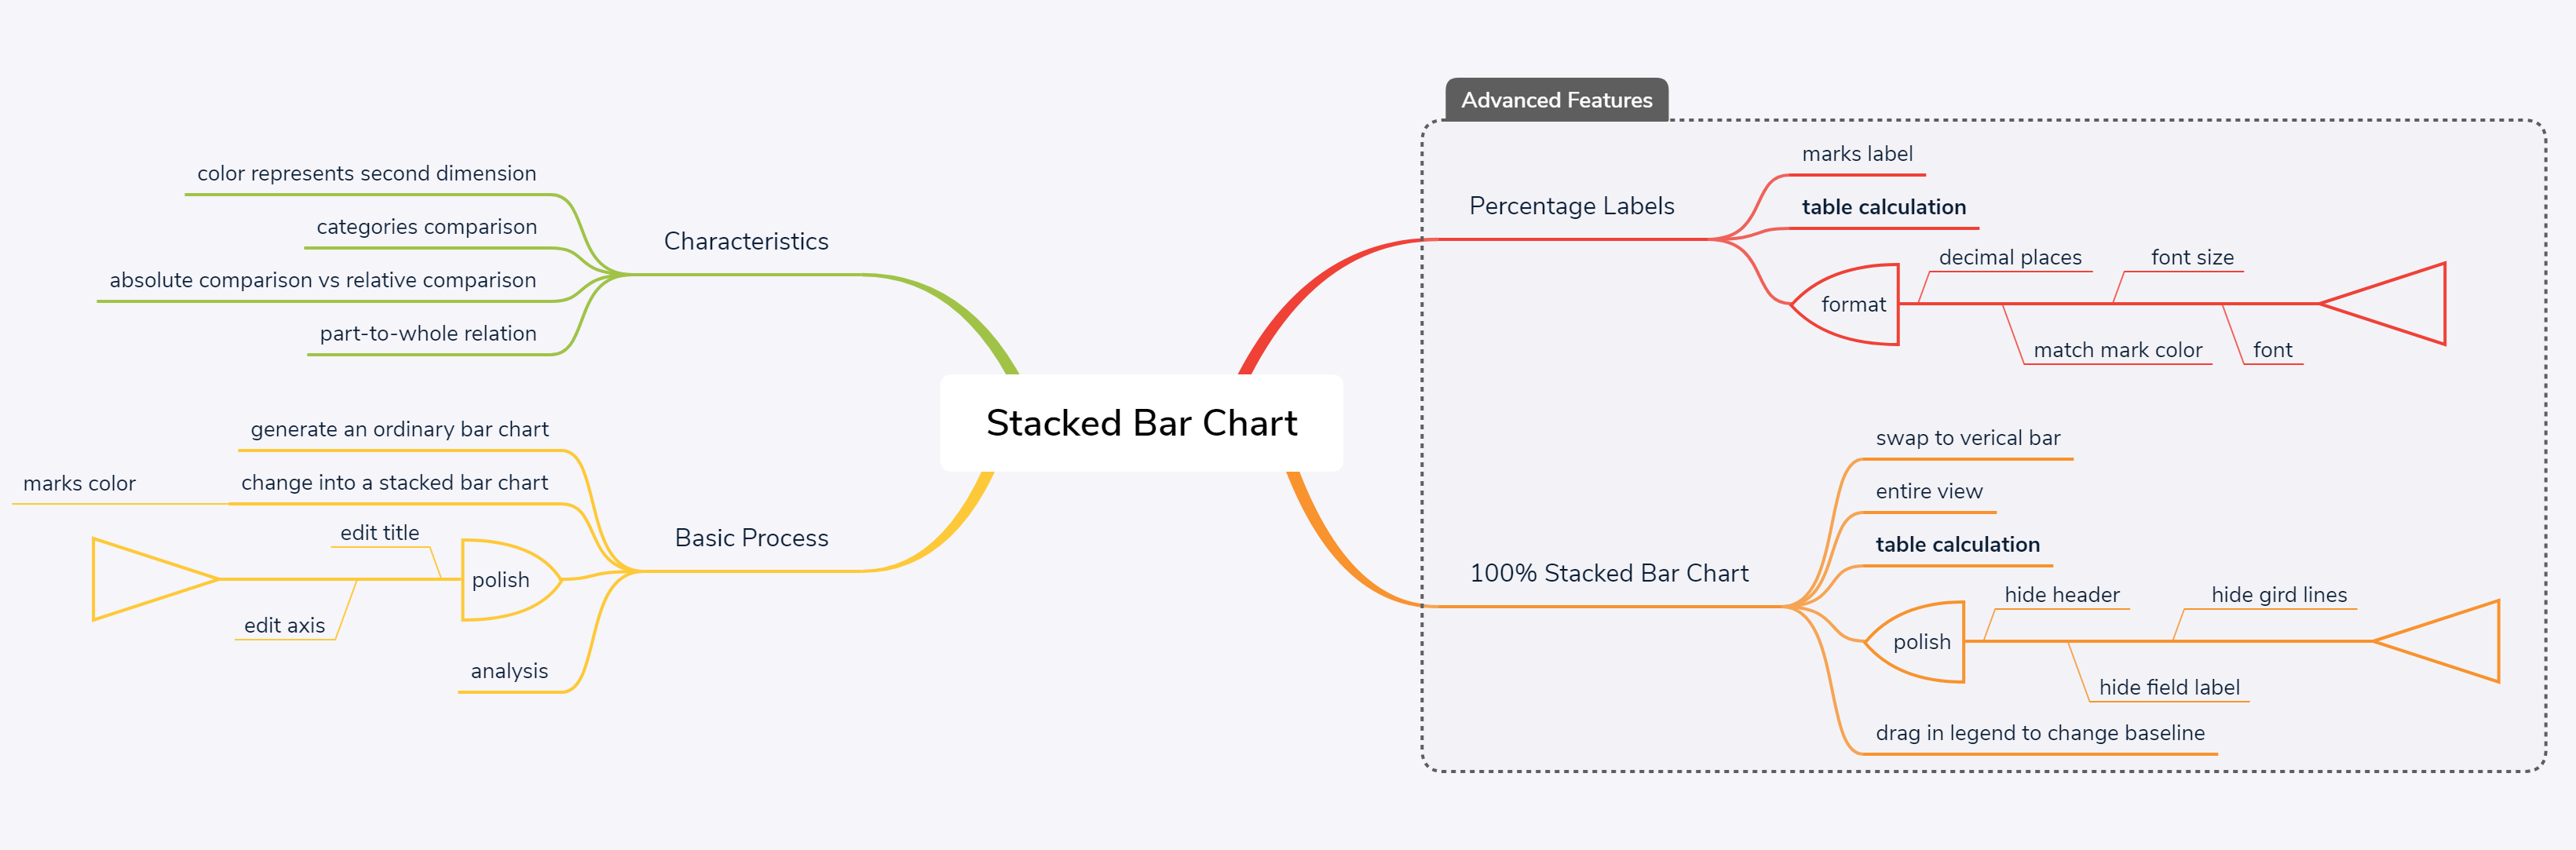 Stacked Bar Chart
Characteristics
color represents second dimension
categories comparison
absolute comparison vs relative comparison
part-to-whole relation
Basic Process
generate an ordinary bar chart
change into a stacked bar chart
marks color
polish
edit title
edit axis
analysis
Advanced Features
Percentage Labels
marks label
table calculation
format
decimal places
match mark color
font size
font
100% Stacked Bar Chart
swap to verical bar
entire view
table calculation
polish
hide header
hide field label
hide gird lines
drag in legend to change baseline